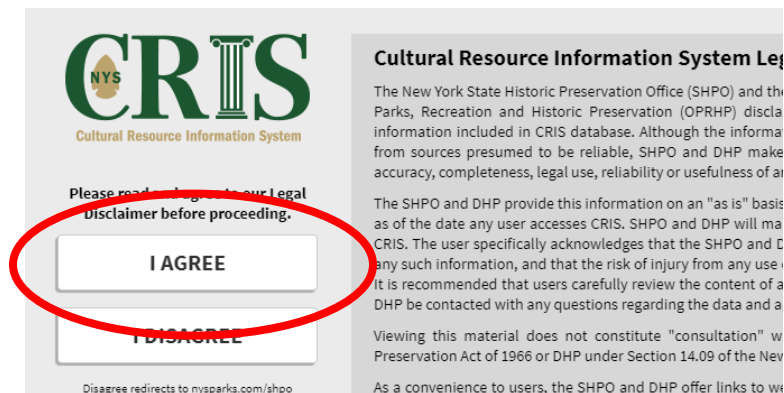 NYS
CRIS
Cultural Resource Information System
Please read and agree to our Legal
Disclaimer before proceeding.
I AGREE
I DISAGREE
Disagree redirects to nysparks.com/shpo
Cultural Resource Information System Leg
The New York State Historic Preservation Office (SHPO) and the
Parks, Recreation and Historic Preservation (OPRHP) discla
information included in CRIS database. Although the informa
from sources presumed to be reliable, SHPO and DHP make
accuracy, completeness, legal use, reliability or usefulness of a
The SHPO and DHP provide this information on an "as is" basis
as of the date any user accesses CRIS. SHPO and DHP will ma
CRIS. The user specifically acknowledges that the SHPO and D
any such information, and that the risk of injury from any use
It is recommended that users carefully review the content of a
DHP be contacted with any questions regarding the data and a
Viewing this material does not constitute "consultation" w
Preservation Act of 1966 or DHP under Section 14.09 of the New
As a convenience to users, the SHPO and DHP offer links to we